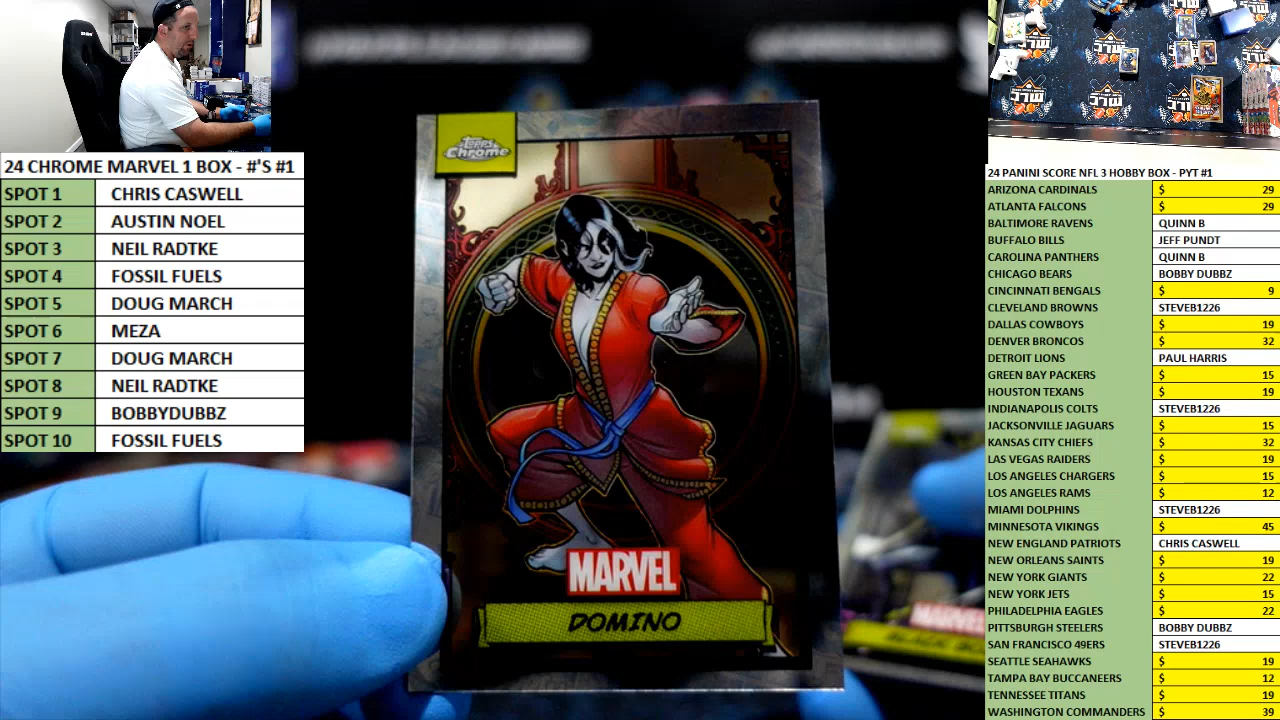 24 CHROME MARVEL 1 BOX - #'S #1
SPOT 1 CHRIS CASWELL
SPOT 2 AUSTIN NOEL
SPOT 3 NEIL RADTKE
SPOT 4 FOSSIL FUELS
SPOT 5 DOUG MARCH
SPOT 6 MEZA
SPOT 7 DOUG MARCH
SPOT 8 NEIL RADTKE
SPOT 9 BOBBYDUBBZ
SPOT 10 FOSSIL FUELS
Topps
Chrome
MARVEL
DOMINO
MARVEL
24 PANINI SCORE NFL 3 HOBBY BOX - PYT #1
ARIZONA CARDINALS $ 29
ATLANTA FALCONS $ 29
BALTIMORE RAVENS QUINN B
BUFFALO BILLS JEFF PUNDT
CAROLINA PANTHERS QUINN B
CHICAGO BEARS BOBBY DUBBZ
CINCINNATI BENGALS $ 9
CLEVELAND BROWNS STEVEB1226
DALLAS COWBOYS $ 19
DENVER BRONCOS $ 32
DETROIT LIONS PAUL HARRIS
GREEN BAY PACKERS $ 15
HOUSTON TEXANS $ 19
INDIANAPOLIS COLTS STEVEB1226
JACKSONVILLE JAGUARS $ 15
KANSAS CITY CHIEFS $ 32
LAS VEGAS RAIDERS $ 19
LOS ANGELES CHARGERS $ 15
LOS ANGELES RAMS $ 12
MIAMI DOLPHINS STEVEB1226
MINNESOTA VIKINGS $ 45
NEW ENGLAND PATRIOTS CHRIS CASWELL
NEW ORLEANS SAINTS $ 19
NEW YORK GIANTS $ 22
NEW YORK JETS $ 15
PHILADELPHIA EAGLES $ 22
PITTSBURGH STEELERS BOBBY DUBBZ
SAN FRANCISCO 49ERS STEVEB1226
SEATTLE SEAHAWKS $ 19
TAMPA BAY BUCCANEERS $ 12
TENNESSEE TITANS $ 19
WASHINGTON COMMANDERS $ 39